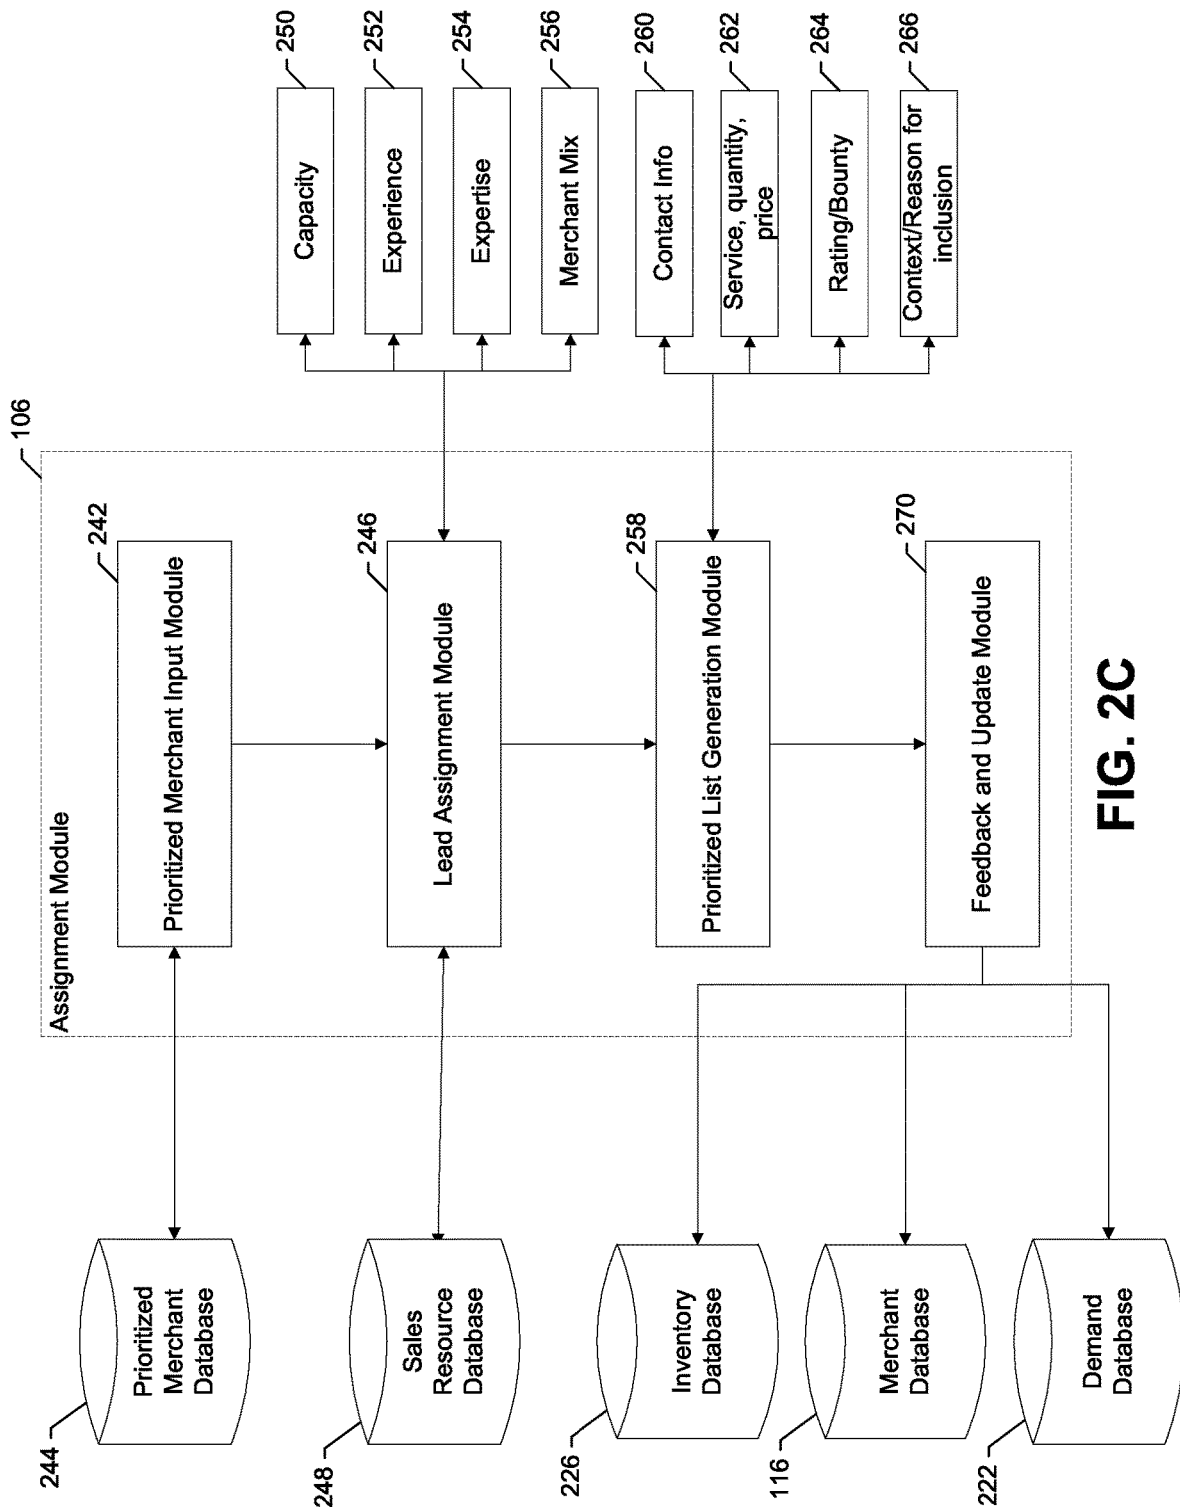 Assignment Module
106
Prioritized
Merchant
Database
244
Prioritized Merchant Input Module
242
Sales
Resource
Database
248
Lead Assignment Module
246
Capacity
250
Experience
252
Expertise
254
Merchant Mix
256
Inventory
Database
226
Prioritized List Generation Module
258
Contact Info
260
Service, quantity,
price
262
Rating/Bounty
264
Context/Reason for
inclusion
266
Merchant
Database
116
Demand
Database
222
Feedback and Update Module
270
FIG. 2C